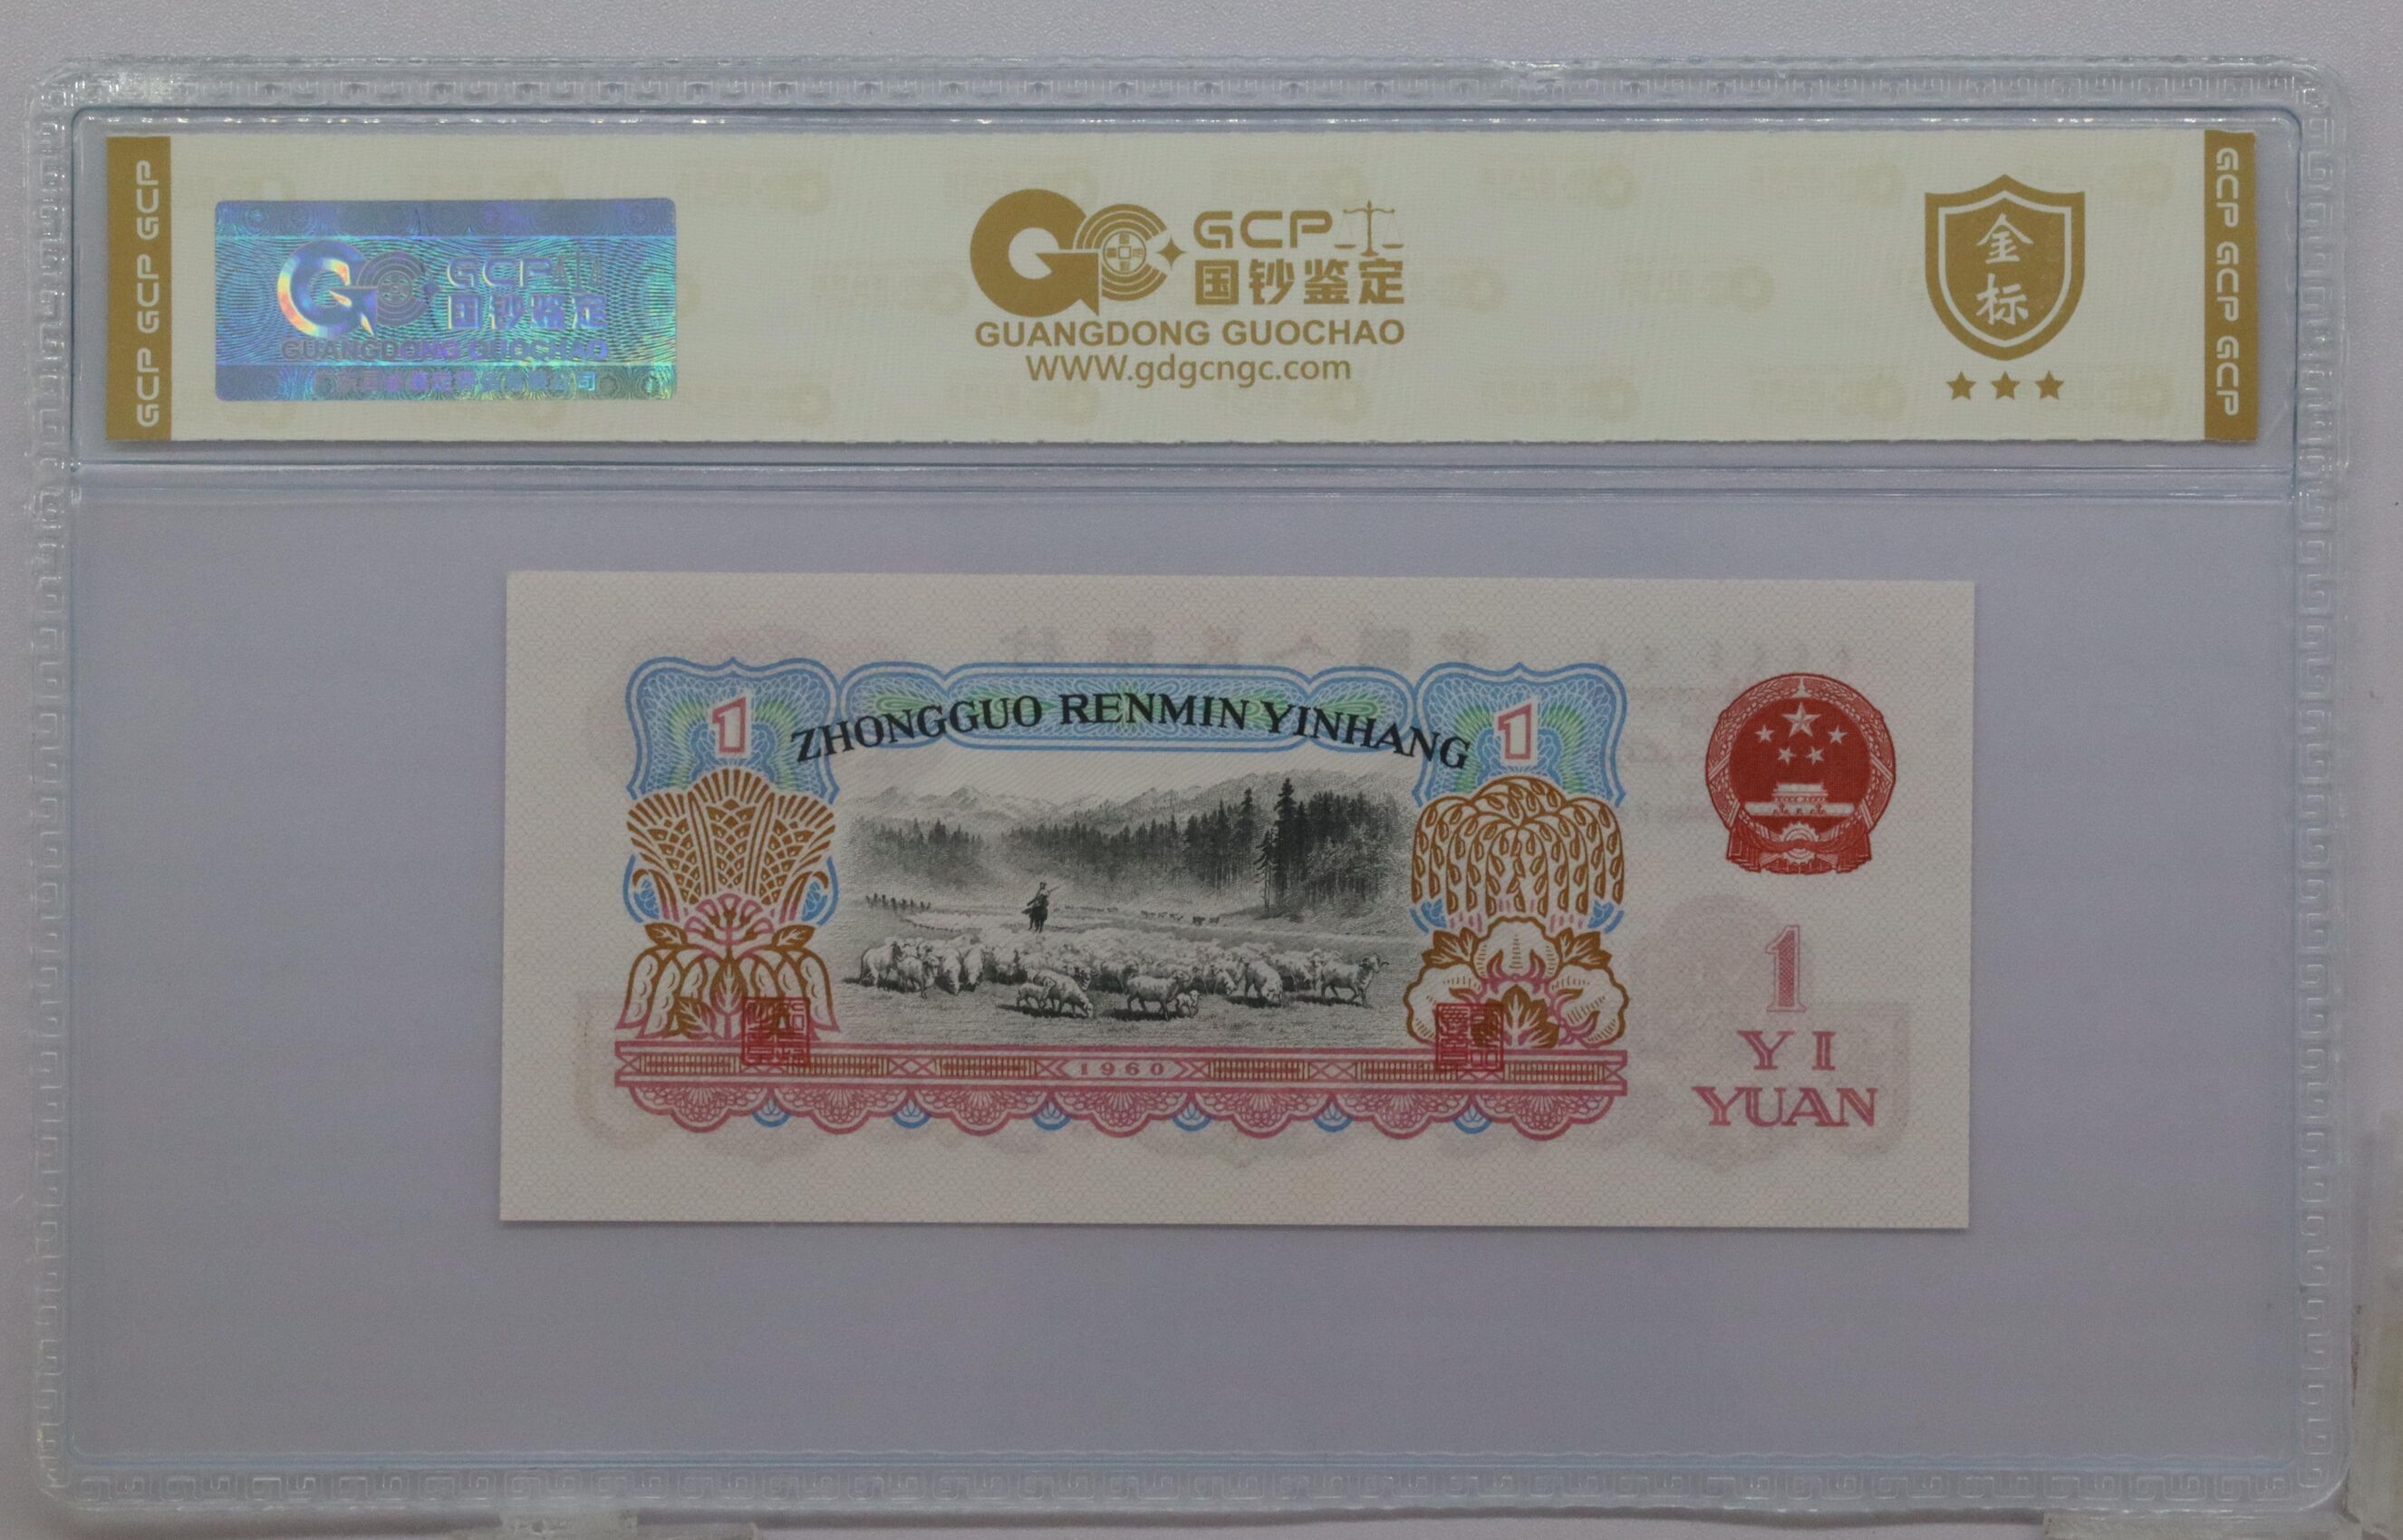 GCP GCP GCP
GCP
国钞鉴定
GUANGDONG GUOCHAO
GCP
国钞鉴定
GUANGDONG GUOCHAO
WWW.gdgcngc.com
金
标
GCP GCP GCP
1
ZHONGGUO RENMIN YINHANG
1
1960
1
YI
YUAN